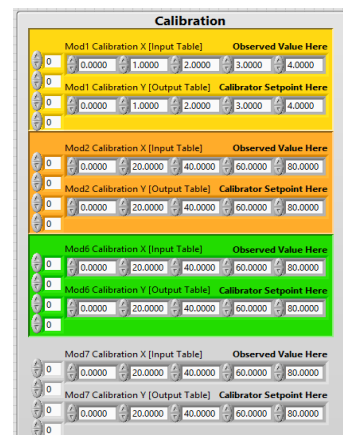 Calibration
Mod1 Calibration X [Input Table] Observed Value Here
0 0.0000 1.0000 2.0000 3.0000 4.0000
0
Mod1 Calibration Y [Output Table] Calibrator Setpoint Here
0 0.0000 1.0000 2.0000 3.0000 4.0000
0
Mod2 Calibration X [Input Table] Observed Value Here
0 0.0000 20.0000 40.0000 60.0000 80.0000
0
Mod2 Calibration Y [Output Table] Calibrator Setpoint Here
0 0.0000 20.0000 40.0000 60.0000 80.0000
0
Mod6 Calibration X [Input Table] Observed Value Here
0 0.0000 20.0000 40.0000 60.0000 80.0000
0
Mod6 Calibration Y [Output Table] Calibrator Setpoint Here
0 0.0000 20.0000 40.0000 60.0000 80.0000
0
Mod7 Calibration X [Input Table] Observed Value Here
0 0.0000 20.0000 40.0000 60.0000 80.0000
0
Mod7 Calibration Y [Output Table] Calibrator Setpoint Here
0 0.0000 20.0000 40.0000 60.0000 80.0000
0